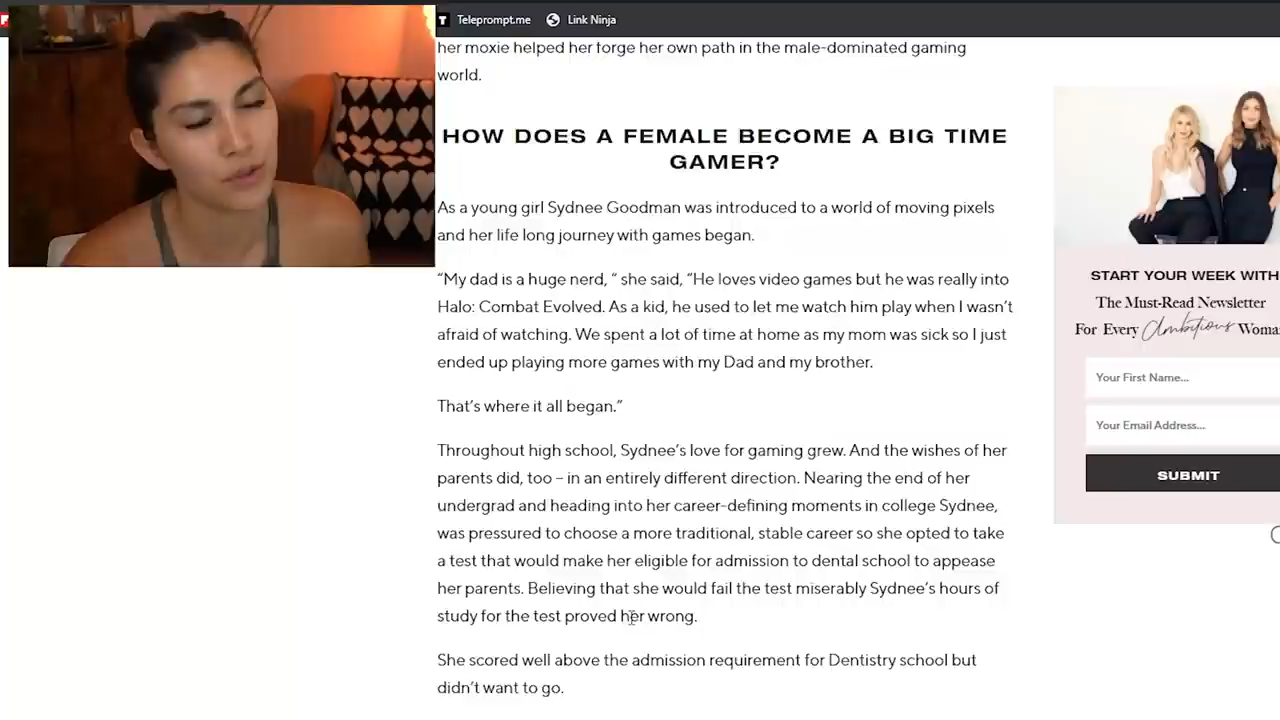 T Teleprompt.me Link Ninja
her moxie helped her forge her own path in the male-dominated gaming
world.
HOW DOES A FEMALE BECOME A BIG TIME
GAMER?
As a young girl Sydnee Goodman was introduced to a world of moving pixels
and her life long journey with games began.
“My dad is a huge nerd, “ she said, “He loves video games but he was really into
Halo: Combat Evolved. As a kid, he used to let me watch him play when I wasn’t
afraid of watching. We spent a lot of time at home as my mom was sick so I just
ended up playing more games with my Dad and my brother.
That’s where it all began.”
Throughout high school, Sydnee’s love for gaming grew. And the wishes of her
parents did, too – in an entirely different direction. Nearing the end of her
undergrad and heading into her career-defining moments in college Sydnee,
was pressured to choose a more traditional, stable career so she opted to take
a test that would make her eligible for admission to dental school to appease
her parents. Believing that she would fail the test miserably Sydnee’s hours of
study for the test proved her wrong.
She scored well above the admission requirement for Dentistry school but
didn’t want to go.
START YOUR WEEK WITH
The Must-Read Newsletter
For Every Ambitious Woma
Your First Name...
Your Email Address...
SUBMIT